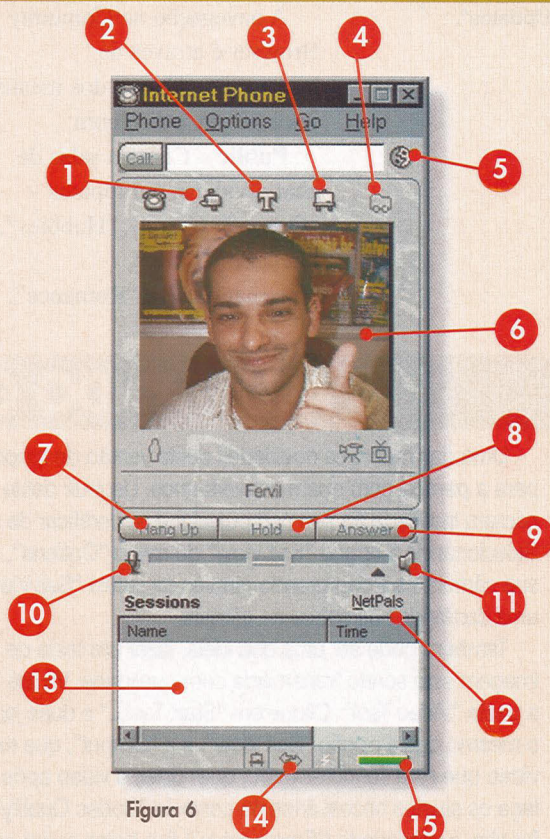 2
3
4
Internet Phone
Phone Options Go Help
Call:
5
1
T
6
7
8
Fervil
Hang Up Hold Answer
9
10
11
Sessions NetPals
Name Time
12
13
Figura 6
14
15